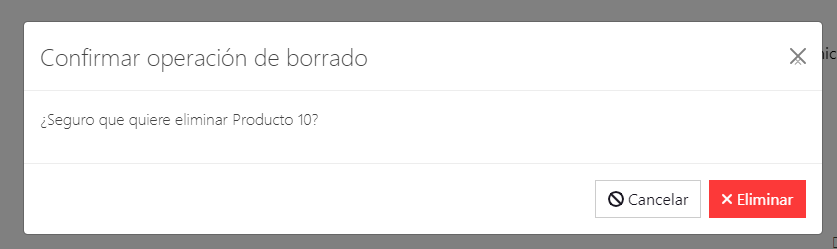 Confirmar operación de borrado
¿Seguro que quiere eliminar Producto 10?
Cancelar
Eliminar